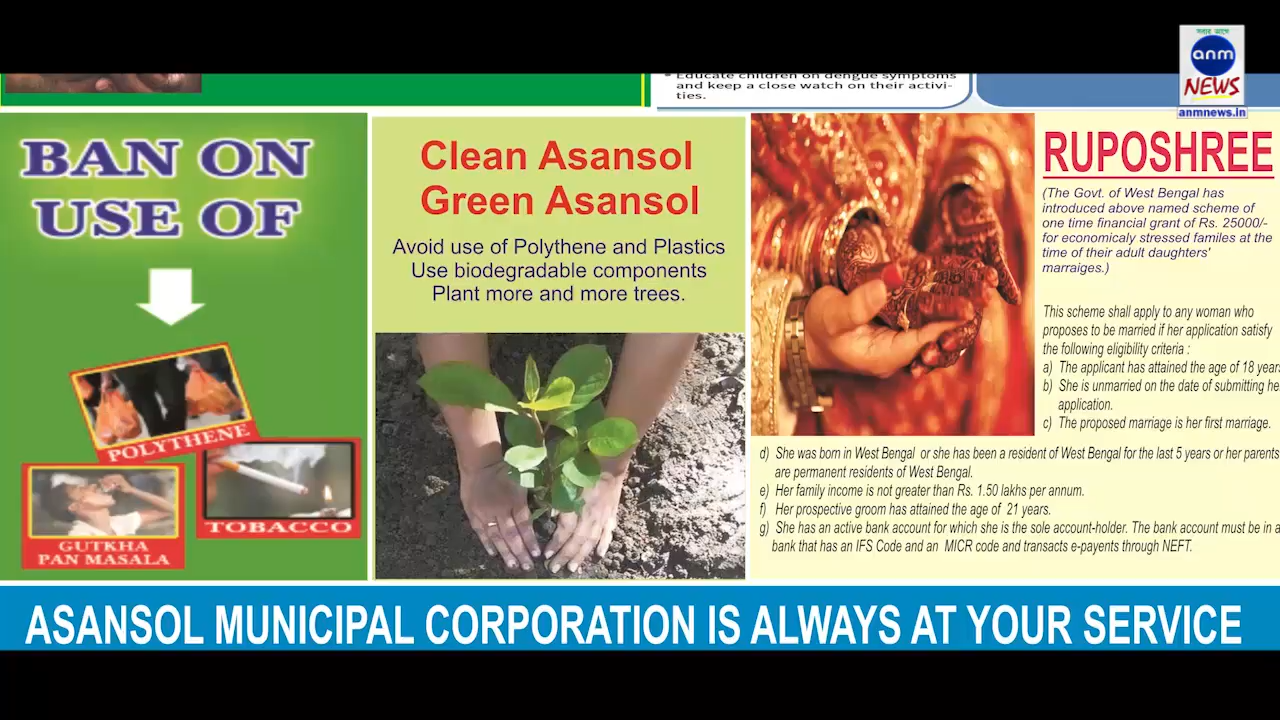 • Educate children on dengue symptoms
and keep a close watch on their activi-
ties.
সবার আগে
anm
NEWS
anmnews.in
BAN ON
USE OF
POLYTHENE
TOBACCO
GUTKHA
PAN MASALA
Clean Asansol
Green Asansol
Avoid use of Polythene and Plastics
Use biodegradable components
Plant more and more trees.
RUPOSHREE
(The Govt. of West Bengal has
introduced above named scheme of
one time financial grant of Rs. 25000/-
for economicaly stressed familes at the
time of their adult daughters'
marraiges.)
This scheme shall apply to any woman who
proposes to be married if her application satisfy
the following eligibility criteria :
a) The applicant has attained the age of 18 years
b) She is unmarried on the date of submitting he
application.
c) The proposed marriage is her first marriage.
d) She was born in West Bengal or she has been a resident of West Bengal for the last 5 years or her parents
are permanent residents of West Bengal.
e) Her family income is not greater than Rs. 1.50 lakhs per annum.
f) Her prospective groom has attained the age of 21 years.
g) She has an active bank account for which she is the sole account-holder. The bank account must be in a
bank that has an IFS Code and an MICR code and transacts e-payents through NEFT.
ASANSOL MUNICIPAL CORPORATION IS ALWAYS AT YOUR SERVICE